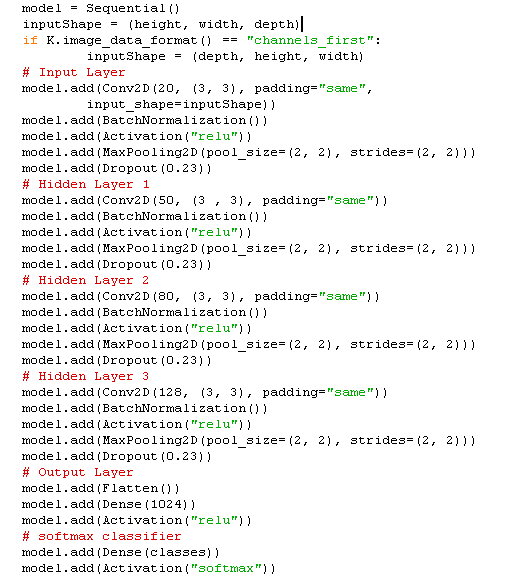 model = Sequential()
inputShape = (height, width, depth)
if K.image_data_format() == "channels_first":
        inputShape = (depth, height, width)
# Input Layer
model.add(Conv2D(20, (3, 3), padding="same",
        input_shape=inputShape))
model.add(BatchNormalization())
model.add(Activation("relu"))
model.add(MaxPooling2D(pool_size=(2, 2), strides=(2, 2)))
model.add(Dropout(0.23))
# Hidden Layer 1
model.add(Conv2D(50, (3 , 3), padding="same"))
model.add(BatchNormalization())
model.add(Activation("relu"))
model.add(MaxPooling2D(pool_size=(2, 2), strides=(2, 2)))
model.add(Dropout(0.23))
# Hidden Layer 2
model.add(Conv2D(80, (3, 3), padding="same"))
model.add(BatchNormalization())
model.add(Activation("relu"))
model.add(MaxPooling2D(pool_size=(2, 2), strides=(2, 2)))
model.add(Dropout(0.23))
# Hidden Layer 3
model.add(Conv2D(128, (3, 3), padding="same"))
model.add(BatchNormalization())
model.add(Activation("relu"))
model.add(MaxPooling2D(pool_size=(2, 2), strides=(2, 2)))
model.add(Dropout(0.23))
# Output Layer
model.add(Flatten())
model.add(Dense(1024))
model.add(Activation("relu"))
# softmax classifier
model.add(Dense(classes))
model.add(Activation("softmax"))